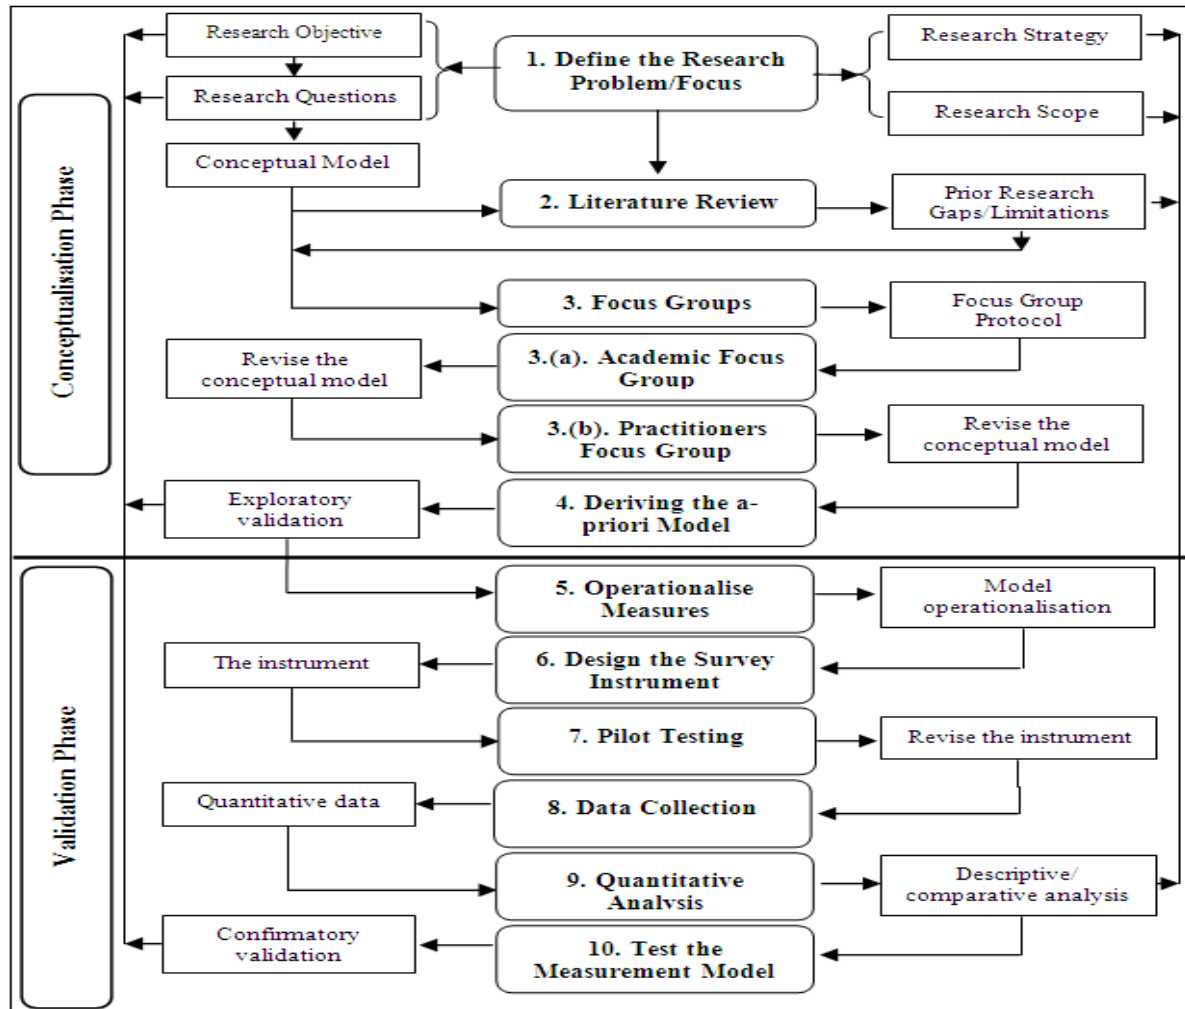 Research Objective
1. Define the Research
Problem/Focus
Research Strategy
Research Questions
Research Scope
Conceptual Model
2. Literature Review
Prior Research
Gaps/Limitations
Conceptualisation Phase
3. Focus Groups
Focus Group
Protocol
Revise the
conceptual model
3.(a). Academic Focus
Group
3.(b). Practitioners
Focus Group
Revise the
conceptual model
Exploratory
validation
4. Deriving the a-
priori Model
Validation Phase
5. Operationalise
Measures
Model
operationalisation
The instrument
6. Design the Survey
Instrument
7. Pilot Testing
Revise the instrument
Quantitative data
8. Data Collection
9. Quantitative
Analysis
Descriptive/
comparative analysis
Confirmatory
validation
10. Test the
Measurement Model